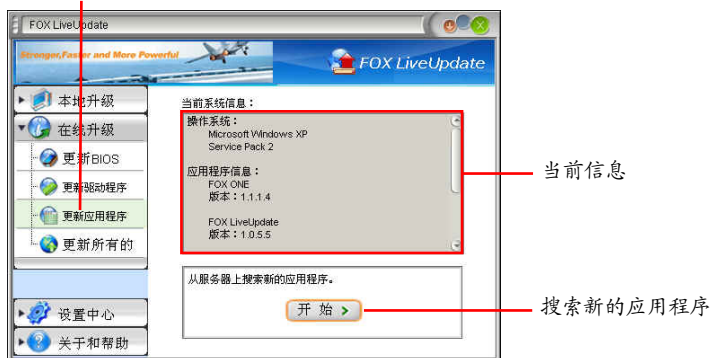 FOX LiveUpdate
Stronger,Faster and More Powerful
FOX LiveUpdate
本地升级
在线升级
更新BIOS
更新驱动程序
更新应用程序
更新所有的
设置中心
关于和帮助
当前系统信息：
操作系统：
Microsoft Windows XP
Service Pack 2
应用程序信息：
FOX ONE
版本：1.1.1.4
FOX LiveUpdate
版本：1.0.5.5
从服务器上搜索新的应用程序。
开 始
当前信息
搜索新的应用程序